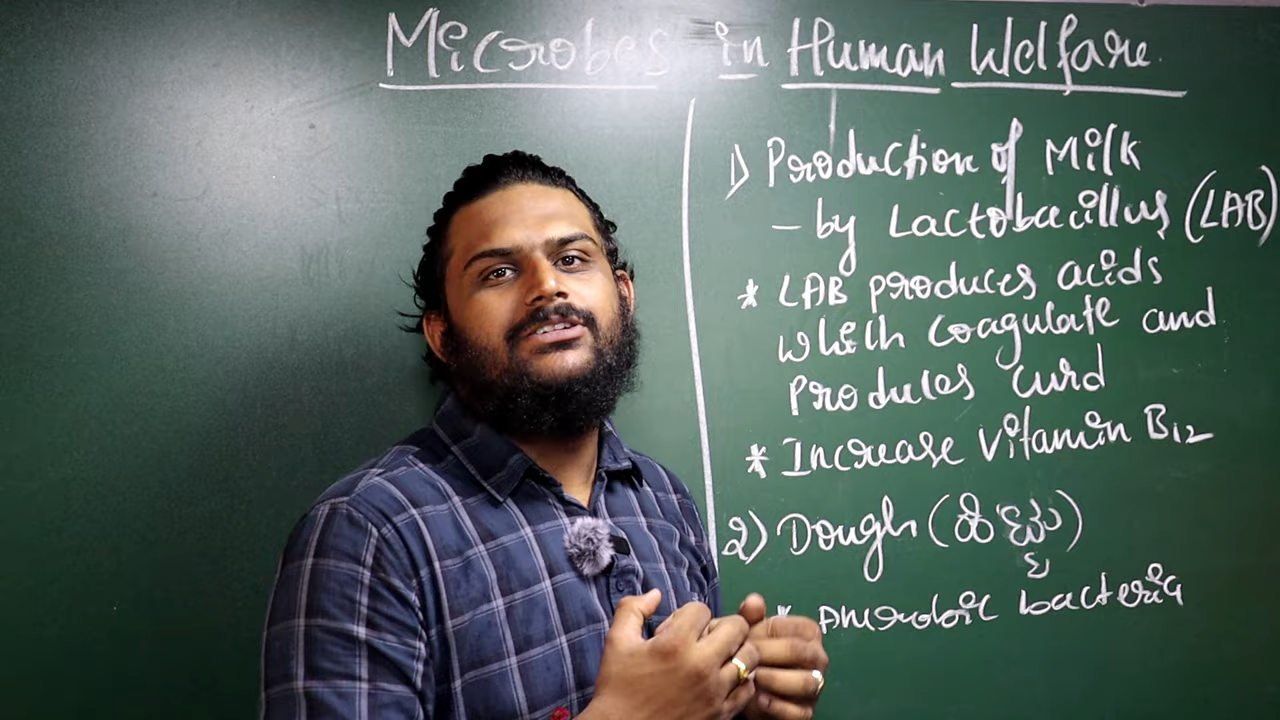 Microbes in Human Welfare
1) Production of Milk
- by Lactobacillus (LAB)
* LAB produces acids
which coagulate and
produces curd
* Increase vitamin B12
2) Dough (
* Anerobic bacteria